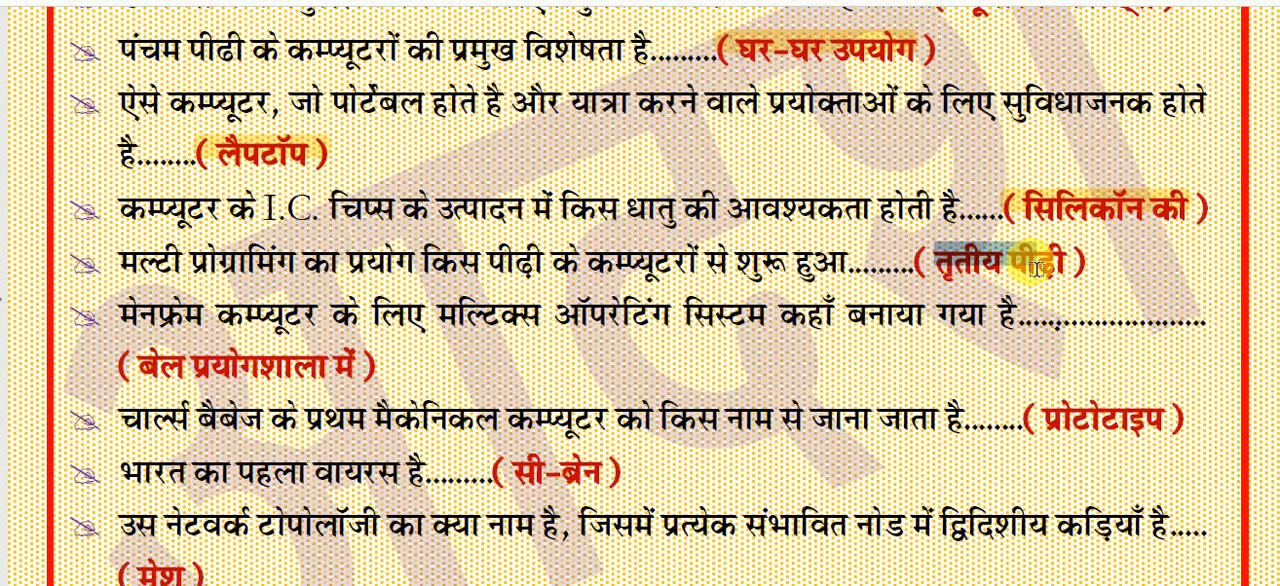 पंचम पीढी के कम्प्यूटरों की प्रमुख विशेषता है.........( घर-घर उपयोग )
ऐसे कम्प्यूटर, जो पोर्टेबल होते है और यात्रा करने वाले प्रयोक्ताओं के लिए सुविधाजनक होते
है........( लैपटॉप )
कम्प्यूटर के I.C. चिप्स के उत्पादन में किस धातु की आवश्यकता होती है......( सिलिकॉन की )
मल्टी प्रोग्रामिंग का प्रयोग किस पीढ़ी के कम्प्यूटरों से शुरू हुआ.........( तृतीय पीढ़ी )
मेनफ्रेम कम्प्यूटर के लिए मल्टिक्स ऑपरेटिंग सिस्टम कहाँ बनाया गया है............................
( बेल प्रयोगशाला में )
चार्ल्स बैबेज के प्रथम मैकेनिकल कम्प्यूटर को किस नाम से जाना जाता है........( प्रोटोटाइप )
भारत का पहला वायरस है.........( सी-ब्रेन )
उस नेटवर्क टोपोलॉजी का क्या नाम है, जिसमें प्रत्येक संभावित नोड में द्विदिशीय कड़ियाँ है.....
( मेश )